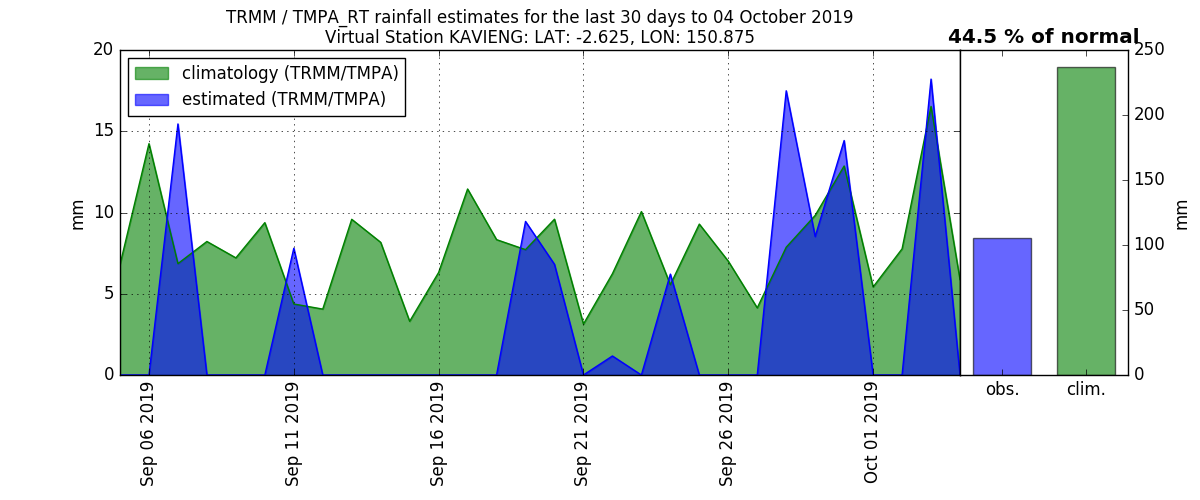 TRMM / TMPA_RT rainfall estimates for the last 30 days to 04 October 2019
Virtual Station KAVIENG: LAT: -2.625, LON: 150.875
44.5 % of normal
climatology (TRMM/TMPA)
estimated (TRMM/TMPA)
20
15
10
5
0
mm
250
200
150
100
50
0
mm
Sep 06 2019
Sep 11 2019
Sep 16 2019
Sep 21 2019
Sep 26 2019
Oct 01 2019
obs.
clim.